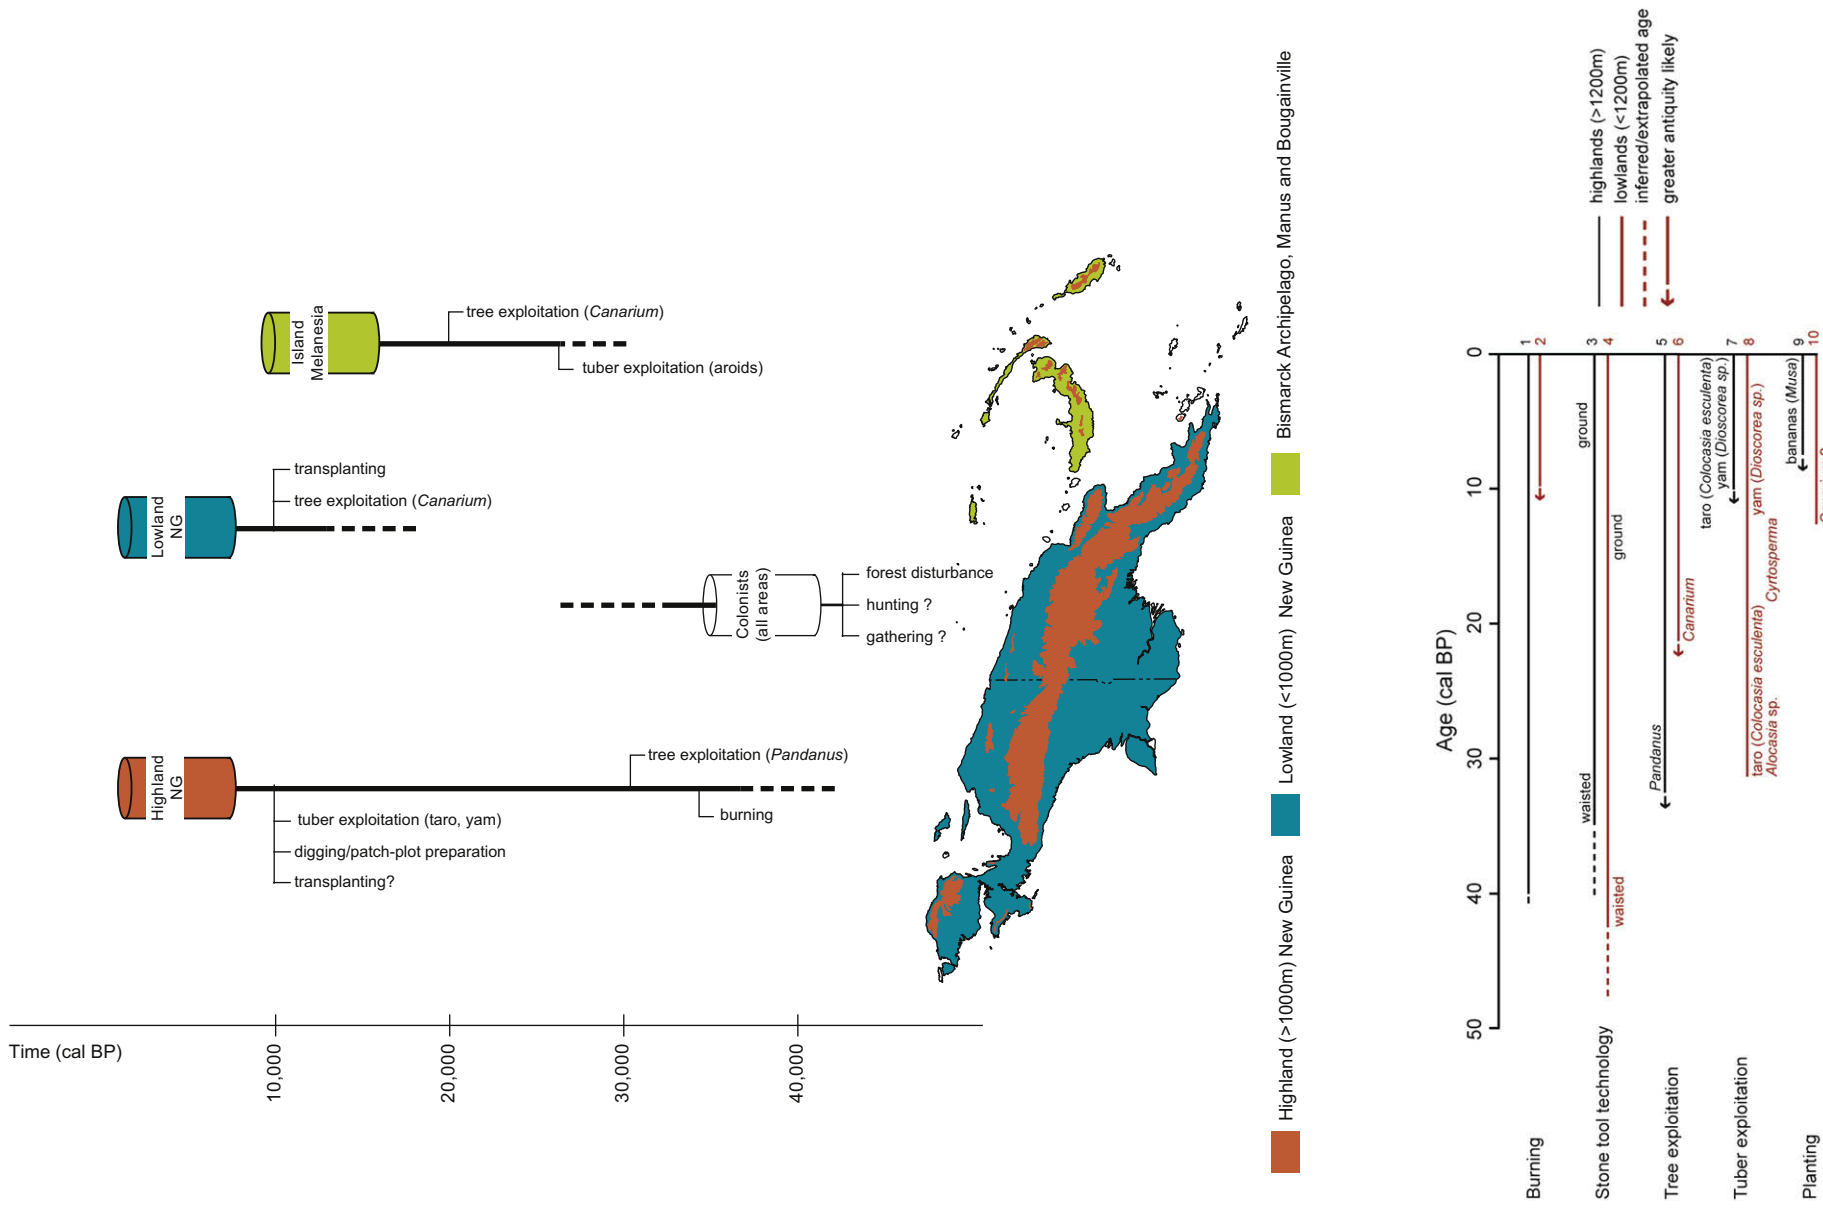 Time (cal BP)
10,000
20,000
30,000
40,000
Highland
NG
tree exploitation (Pandanus)
burning
tuber exploitation (taro, yam)
digging/patch-plot preparation
transplanting?
Colonists
(all areas)
forest disturbance
hunting ?
gathering ?
Lowland
NG
transplanting
tree exploitation (Canarium)
Island
Melanesia
tree exploitation (Canarium)
tuber exploitation (aroids)
Highland (>1000m) New Guinea
Lowland (<1000m) New Guinea
Bismarck Archipelago, Manus and Bougainville
Age (cal BP)
50
40
30
20
10
0
highlands (>1200m)
lowlands (<1200m)
inferred/extrapolated age
greater antiquity likely
Burning
1
2
Stone tool technology
waisted
ground
3
waisted
ground
4
Tree exploitation
Pandanus
5
Canarium
6
Tuber exploitation
taro (Colocasia esculenta)
yam (Dioscorea sp.)
7
8
taro (Colocasia esculenta)
Alocasia sp.
Cyrtosperma
yam (Dioscorea sp.)
Planting
bananas (Musa)
9
10